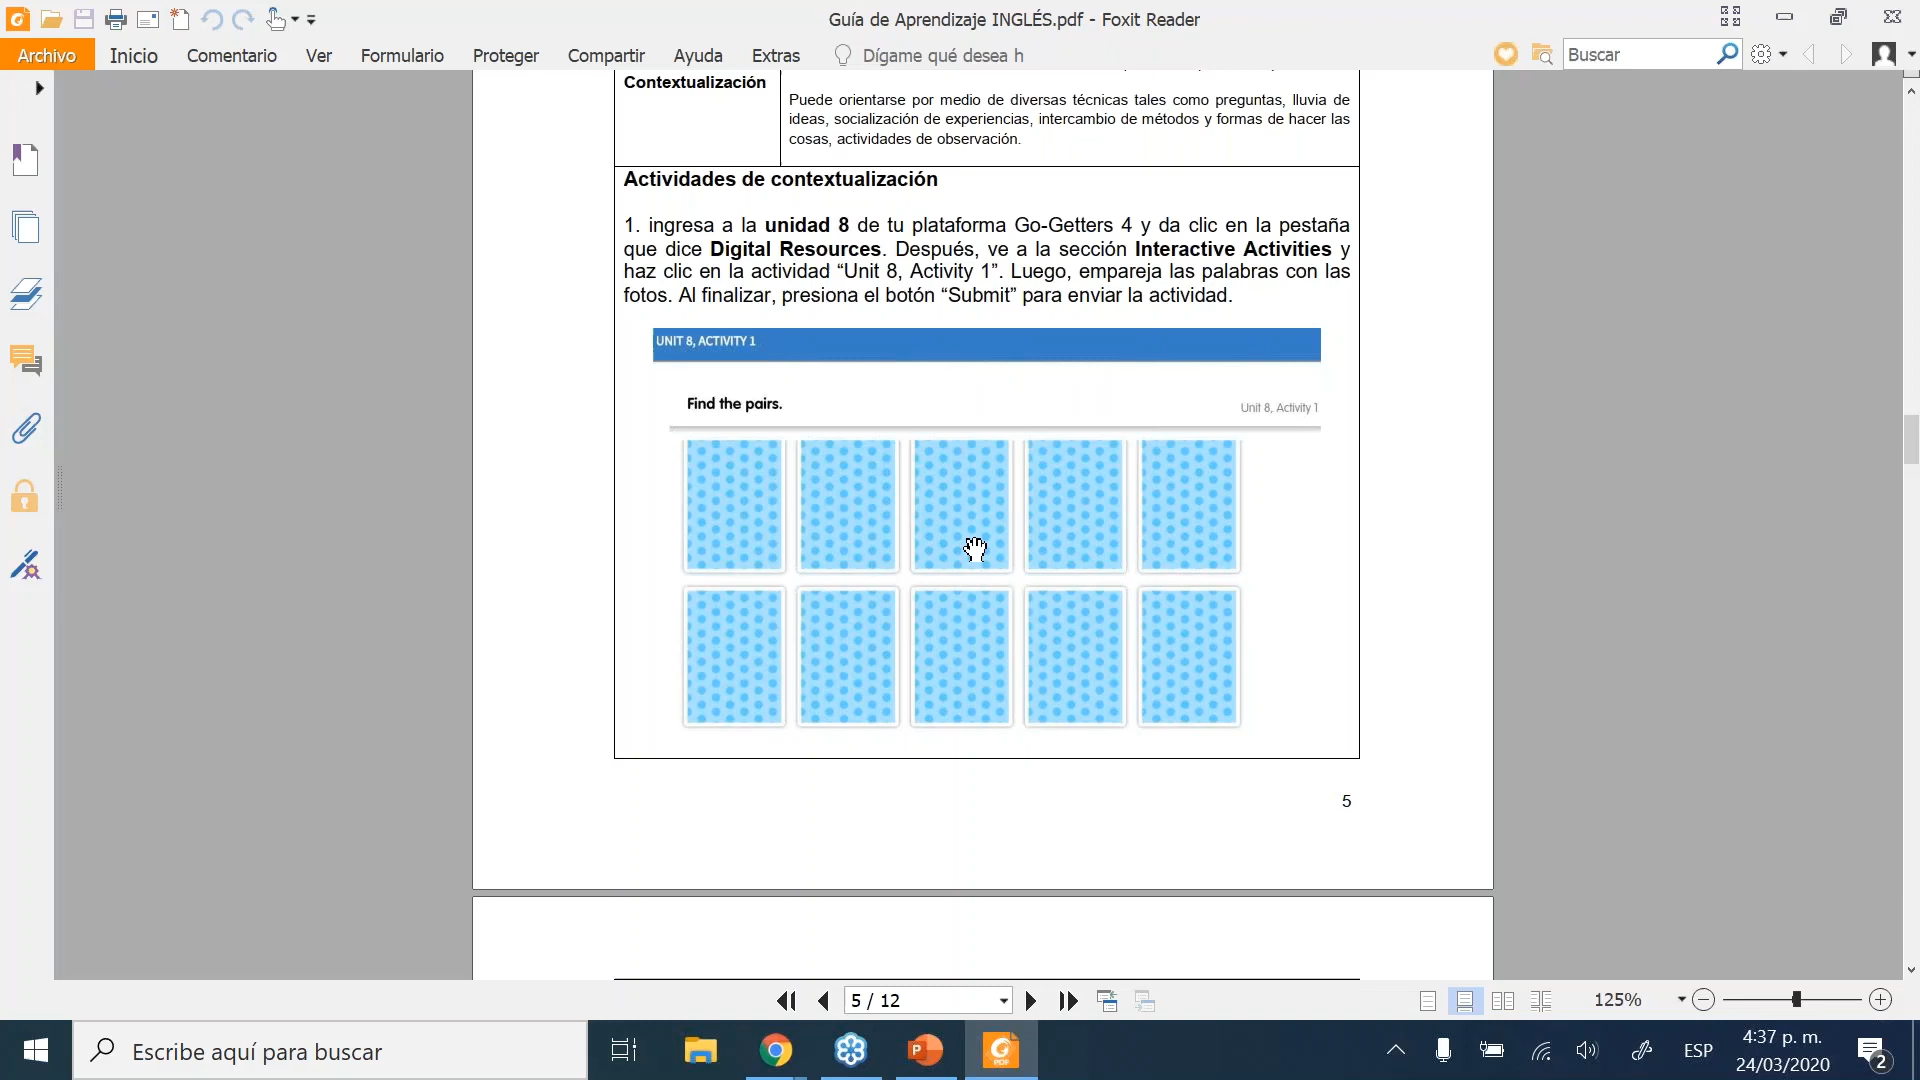 Guía de Aprendizaje INGLÉS.pdf - Foxit Reader
Archivo Inicio Comentario Ver Formulario Proteger Compartir Ayuda Extras Dígame qué desea h Buscar
Contextualización
Puede orientarse por medio de diversas técnicas tales como preguntas, lluvia de
ideas, socialización de experiencias, intercambio de métodos y formas de hacer las
cosas, actividades de observación.
Actividades de contextualización
1. ingresa a la unidad 8 de tu plataforma Go-Getters 4 y da clic en la pestaña
que dice Digital Resources. Después, ve a la sección Interactive Activities y
haz clic en la actividad “Unit 8, Activity 1”. Luego, empareja las palabras con las
fotos. Al finalizar, presiona el botón “Submit” para enviar la actividad.
UNIT 8, ACTIVITY 1
Find the pairs.
Unit 8, Activity 1
5
5 / 12
125%
Escribe aquí para buscar
ESP
4:37 p. m.
24/03/2020
2